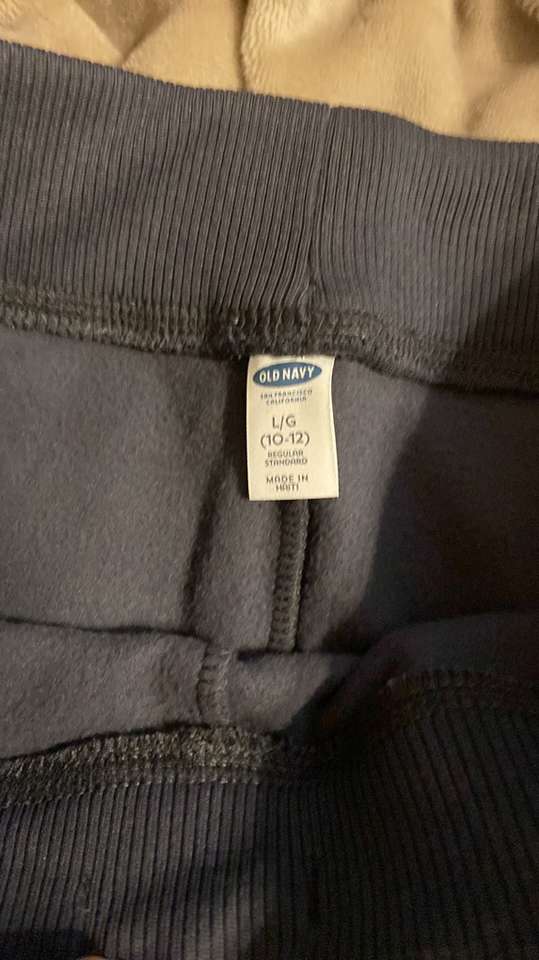 OLD NAVY
SAN FRANCISCO
CALIFORNIA
L/G
(10-12)
REGULAR
STANDARD
MADE IN
HAITI